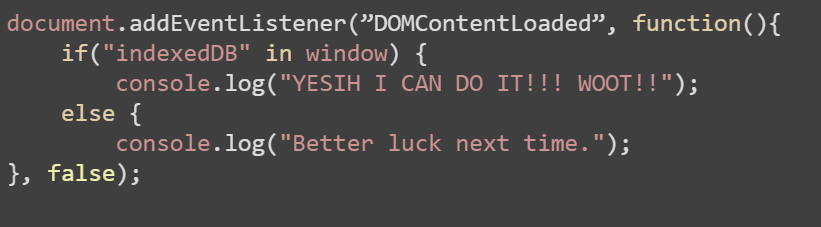 document.addEventListener(”DOMContentLoaded”, function(){
    if("indexedDB" in window) {
        console.log("YESIH I CAN DO IT!!! WOOT!!");
    else {
        console.log("Better luck next time.");
}, false);